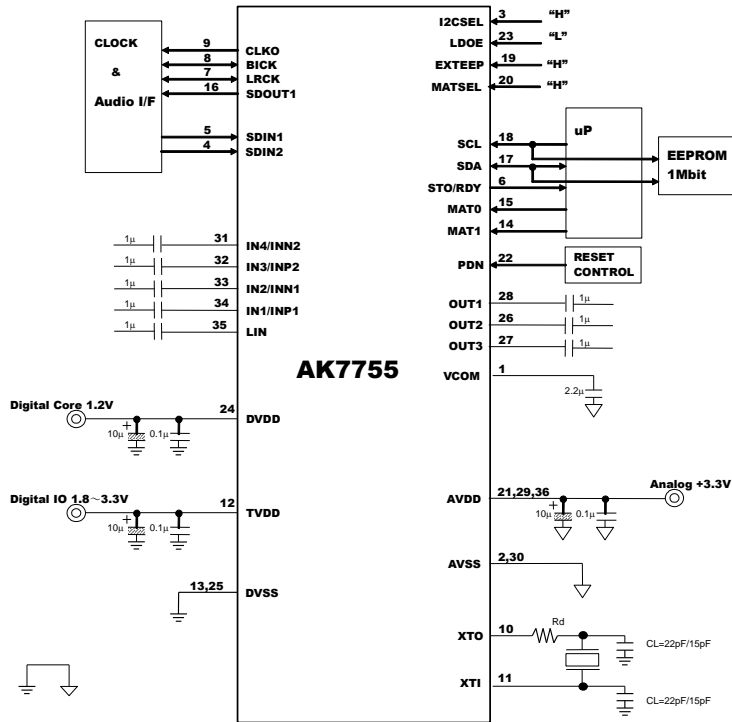 CLOCK
&
Audio I/F
9 CLKO
8 BICK
7 LRCK
16 SDOUT1
5 SDIN1
4 SDIN2
1μ 31 IN4/INN2
1μ 32 IN3/INP2
1μ 33 IN2/INN1
1μ 34 IN1/INP1
1μ 35 LIN
Digital Core 1.2V
24 DVDD
+
10μ 0.1μ
Digital IO 1.8～3.3V
12 TVDD
+
10μ 0.1μ
13,25 DVSS
AK7755
I2CSEL 3 “H”
LDOE 23 “L”
EXTEEP 19 “H”
MATSEL 20 “H”
uP
SCL 18
SDA 17
STO/RDY 6
MAT0 15
MAT1 14
EEPROM
1Mbit
PDN 22
RESET
CONTROL
OUT1 28 1μ
OUT2 26 1μ
OUT3 27 1μ
VCOM 1
2.2μ
AVDD 21,29,36
Analog +3.3V
+
10μ 0.1μ
AVSS 2,30
XTO 10 Rd
CL=22pF/15pF
XTI 11
CL=22pF/15pF